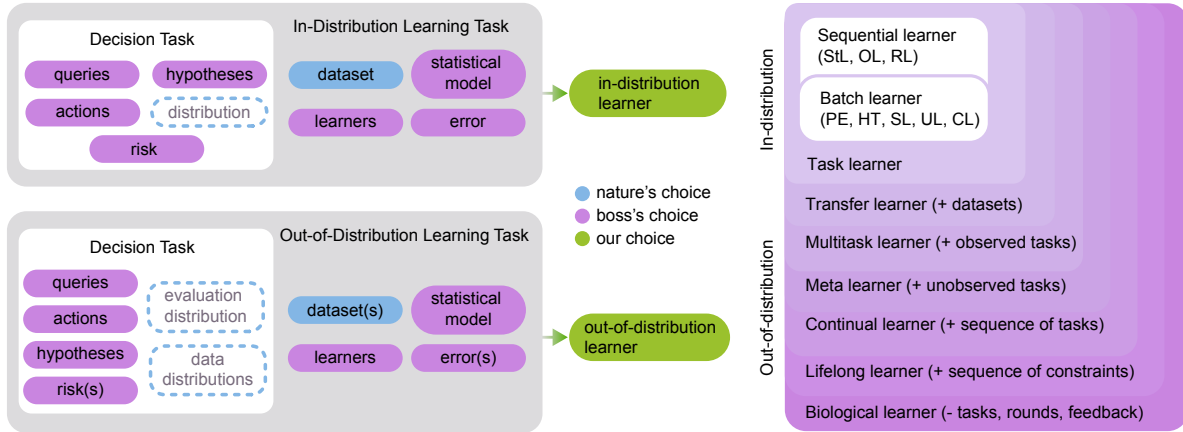 In-Distribution Learning Task
Decision Task
queries
hypotheses
actions
distribution
risk
dataset
statistical
model
learners
error
in-distribution
learner
nature's choice
boss's choice
our choice
Out-of-Distribution Learning Task
Decision Task
queries
actions
hypotheses
risk(s)
evaluation
distribution
data
distributions
dataset(s)
statistical
model
learners
error(s)
out-of-distribution
learner
In-distribution
Out-of-distribution
Sequential learner
(StL, OL, RL)
Batch learner
(PE, HT, SL, UL, CL)
Task learner
Transfer learner (+ datasets)
Multitask learner (+ observed tasks)
Meta learner (+ unobserved tasks)
Continual learner (+ sequence of tasks)
Lifelong learner (+ sequence of constraints)
Biological learner (- tasks, rounds, feedback)